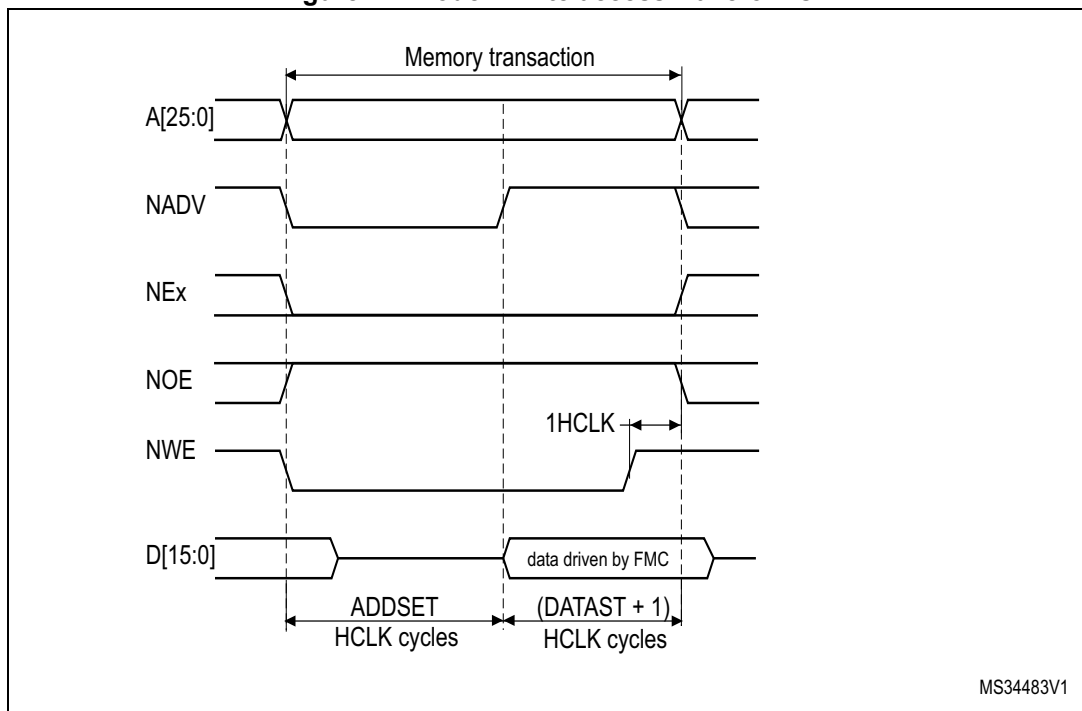 Memory transaction
A[25:0]
NADV
NEx
NOE
1HCLK
NWE
D[15:0]
data driven by FMC
ADDSET
HCLK cycles
(DATAST + 1)
HCLK cycles
MS34483V1